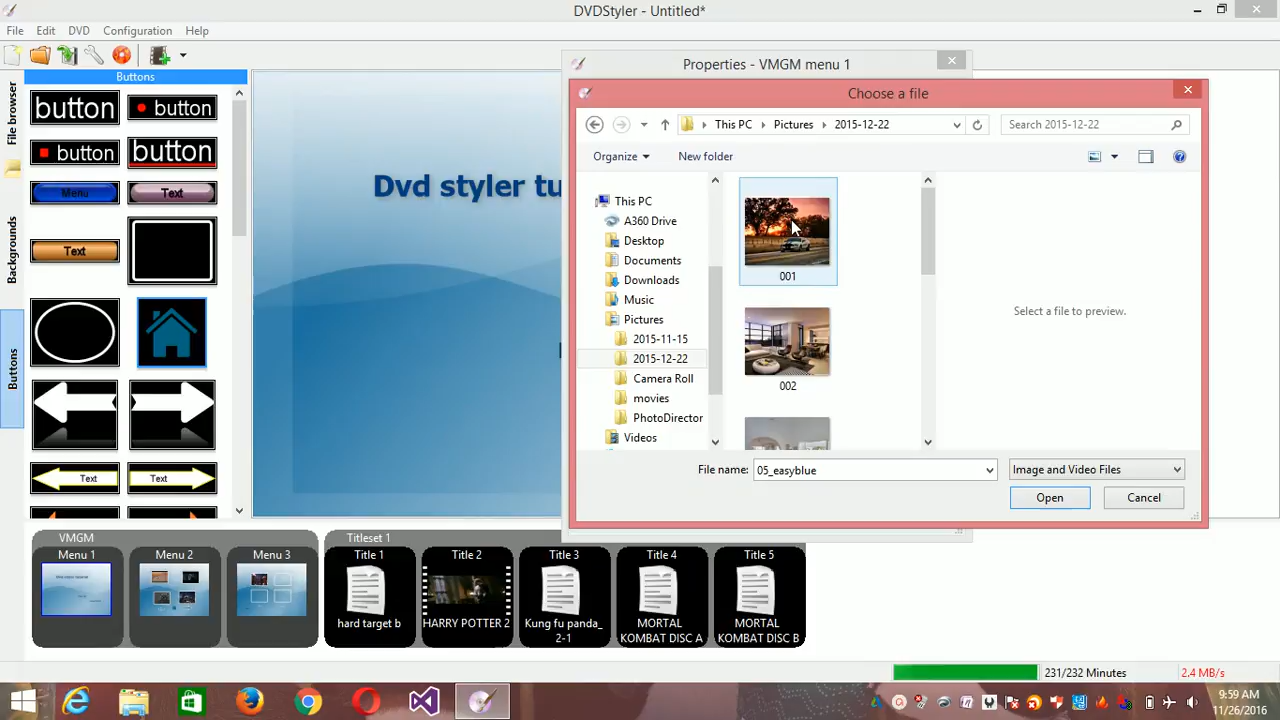 DVDStyler - Untitled*
File Edit DVD Configuration Help
Buttons
File browser
Backgrounds
Buttons
button
button
button
button
Menu
Text
Text
Text
Text
Dvd styler tu
Properties - VMGM menu 1
Choose a file
This PC
Pictures
2015-12-22
Search 2015-12-22
Organize
New folder
This PC
A360 Drive
Desktop
Documents
Downloads
Music
Pictures
2015-11-15
2015-12-22
Camera Roll
movies
PhotoDirector
Videos
001
002
Select a file to preview.
File name:
05_easyblue
Image and Video Files
Open
Cancel
VMGM
Titleset 1
Menu 1
Menu 2
Menu 3
Title 1
Title 2
Title 3
Title 4
Title 5
hard target b
HARRY POTTER 2
Kung fu panda_
2-1
MORTAL
KOMBAT DISC A
MORTAL
KOMBAT DISC B
231/232 Minutes
2.4 MB/s
9:59 AM
11/26/2016